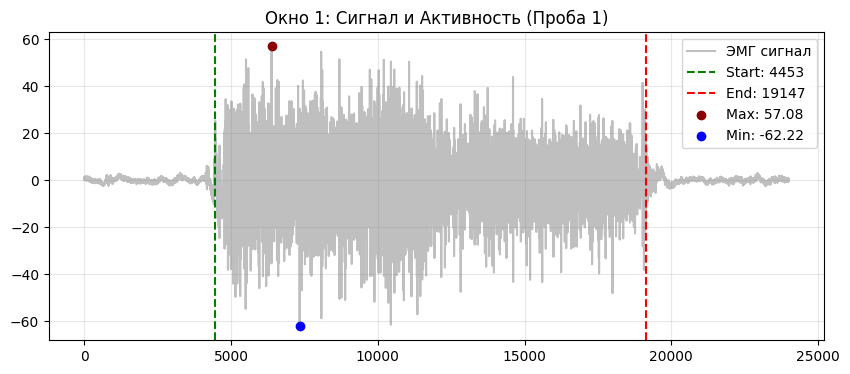 Окно 1: Сигнал и Активность (Проба 1)
60
40
20
0
−20
−40
−60
0
5000
10000
15000
20000
25000
ЭМГ сигнал
Start: 4453
End: 19147
Max: 57.08
Min: -62.22